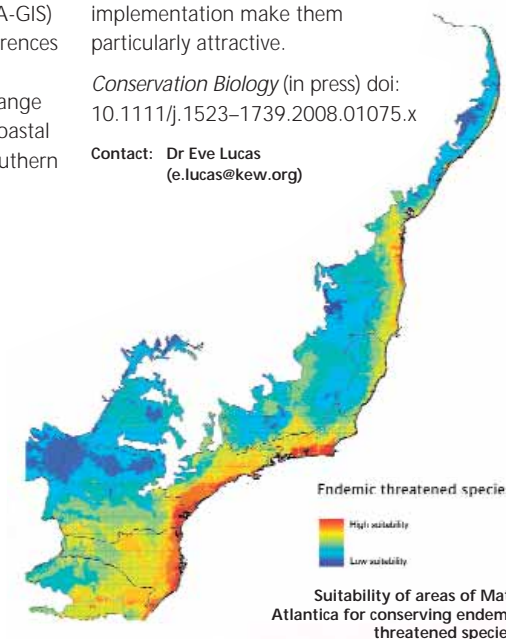 A-GIS)
erences
ange
oastal
uthern
implementation make them
particularly attractive.
Conservation Biology (in press) doi:
10.1111/j.1523–1739.2008.01075.x
Contact: Dr Eve Lucas
(e.lucas@kew.org)
Endemic threatened specie
High suitability
Low suitability
Suitability of areas of Mat
Atlantica for conserving endem
threatened specie